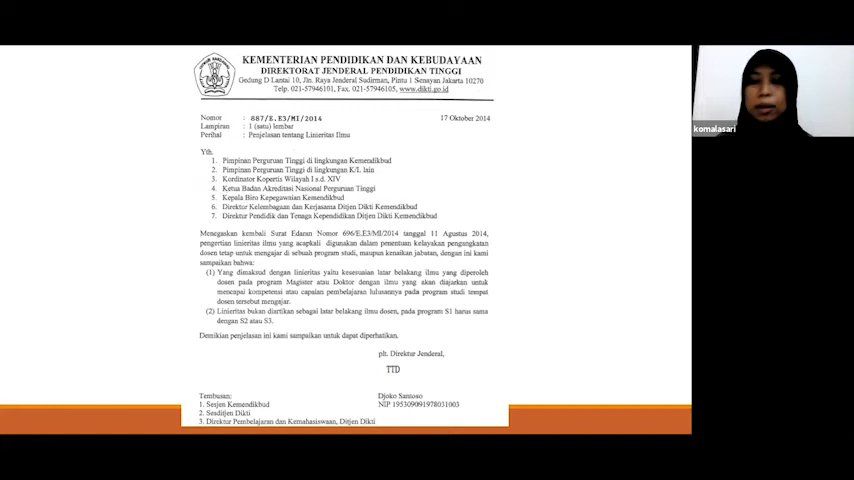 KEMENTERIAN PENDIDIKAN DAN KEBUDAYAAN
DIREKTORAT JENDERAL PENDIDIKAN TINGGI
Gedung D Lantai 10, Jln. Raya Jenderal Sudirman, Pintu 1 Senayan Jakarta 10270
Telp. 021-57946101, Fax. 021-57946105, www.dikti.go.id
Nomor : 887/E.E3/MI/2014 17 Oktober 2014
Lampiran : 1 (satu) lembar
Perihal : Penjelasan tentang Linieritas Ilmu
Yth.
1. Pimpinan Perguruan Tinggi di lingkungan Kemendikbud
2. Pimpinan Perguruan Tinggi di lingkungan K/L lain
3. Kordinator Kopertis Wilayah I s.d. XIV
4. Ketua Badan Akreditasi Nasional Perguruan Tinggi
5. Kepala Biro Kepegawaian Kemendikbud
6. Direktur Kelembagaan dan Kerjasama Ditjen Dikti Kemendikbud
7. Direktur Pendidik dan Tenaga Kependidikan Ditjen Dikti Kemendikbud
Menegaskan kembali Surat Edaran Nomor 696/E.E3/MI/2014 tanggal 11 Agustus 2014,
pengertian linieritas ilmu yang acapkali digunakan dalam penentuan kelayakan pengangkatan
dosen tetap untuk mengajar di sebuah program studi, maupun kenaikan jabatan, dengan ini kami
sampaikan bahwa:
(1) Yang dimaksud dengan linieritas yaitu kesesuaian latar belakang ilmu yang diperoleh
dosen pada program Magister atau Doktor dengan ilmu yang akan diajarkan untuk
mencapai kompetensi atau capaian pembelajaran lulusannya pada program studi tempat
dosen tersebut mengajar.
(2) Linieritas bukan diartikan sebagai latar belakang ilmu dosen, pada program S1 harus sama
dengan S2 atau S3.
Demikian penjelasan ini kami sampaikan untuk dapat diperhatikan.
plt. Direktur Jenderal,
TTD
Djoko Santoso
NIP 195309091978031003
Tembusan:
1. Sesjen Kemendikbud
2. Sesditjen Dikti
3. Direktur Pembelajaran dan Kemahasiswaan, Ditjen Dikti
komalasari